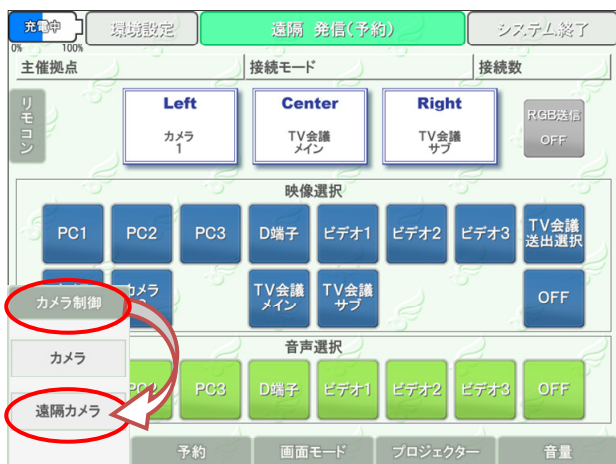 充電中
環境設定
遠隔 発信(予約)
システム終了
0% 100%
主催拠点
接続モード
接続数
リモコン
Left
カメラ
1
Center
TV会議
メイン
Right
TV会議
サブ
RGB送信
OFF
映像選択
PC1
PC2
PC3
D端子
ビデオ1
ビデオ2
ビデオ3
TV会議
送出選択
カメラ
TV会議
メイン
TV会議
サブ
OFF
カメラ制御
音声選択
カメラ
PC2
PC3
D端子
ビデオ1
ビデオ2
ビデオ3
OFF
遠隔カメラ
予約
画面モード
プロジェクター
音量